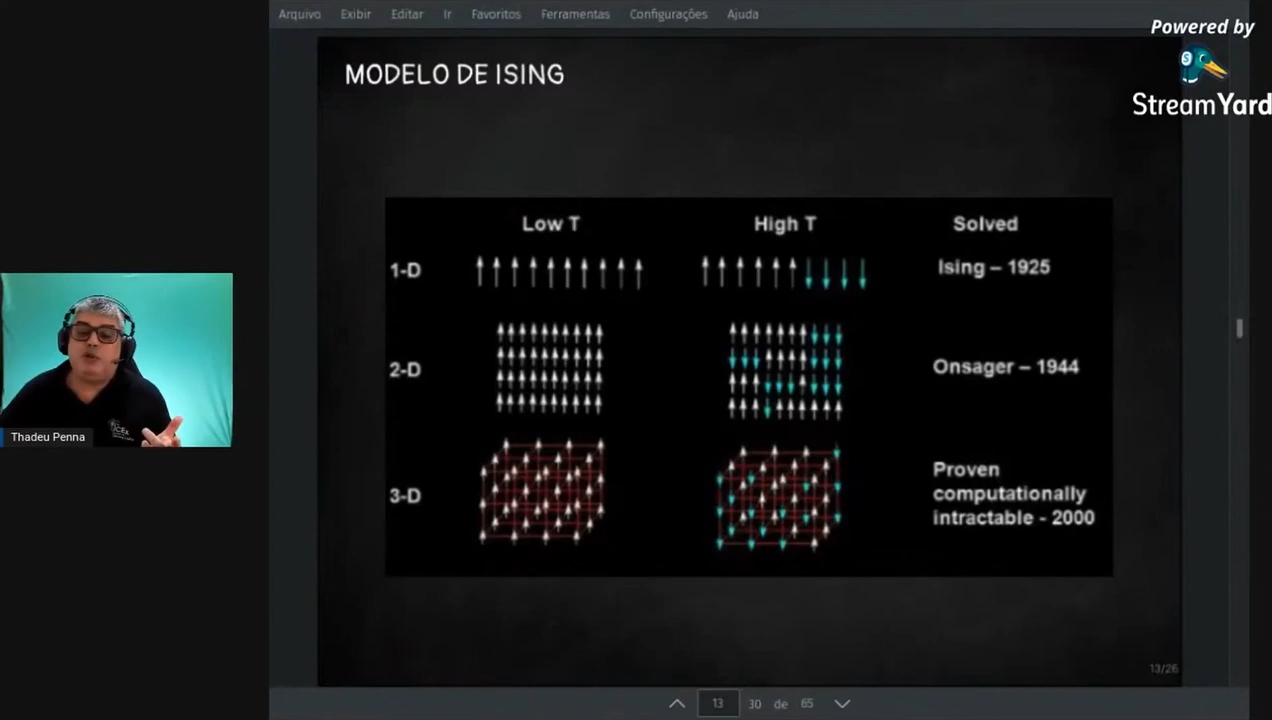 Arquivo Exibir Editar Ir Favoritos Ferramentas Configurações Ajuda
Powered by
StreamYard
MODELO DE ISING
Low T High T Solved
1-D Ising – 1925
2-D Onsager – 1944
3-D Proven
computationally
intractable - 2000
Thadeu Penna
13/26
13 30 de 65